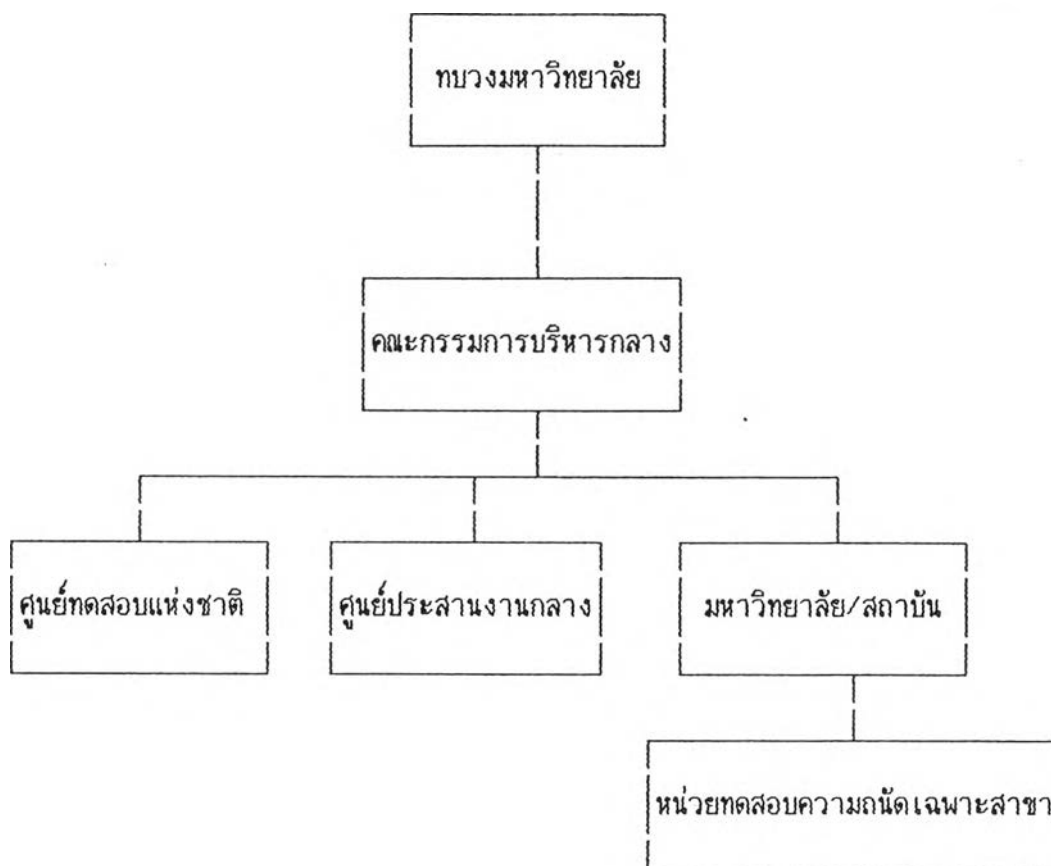 ทบวงมหาวิทยาลัย
คณะกรรมการบริหารกลาง
ศูนย์ทดสอบแห่งชาติ
ศูนย์ประสานงานกลาง
มหาวิทยาลัย/สถาบัน
หน่วยทดสอบความถนัดเฉพาะสาขา